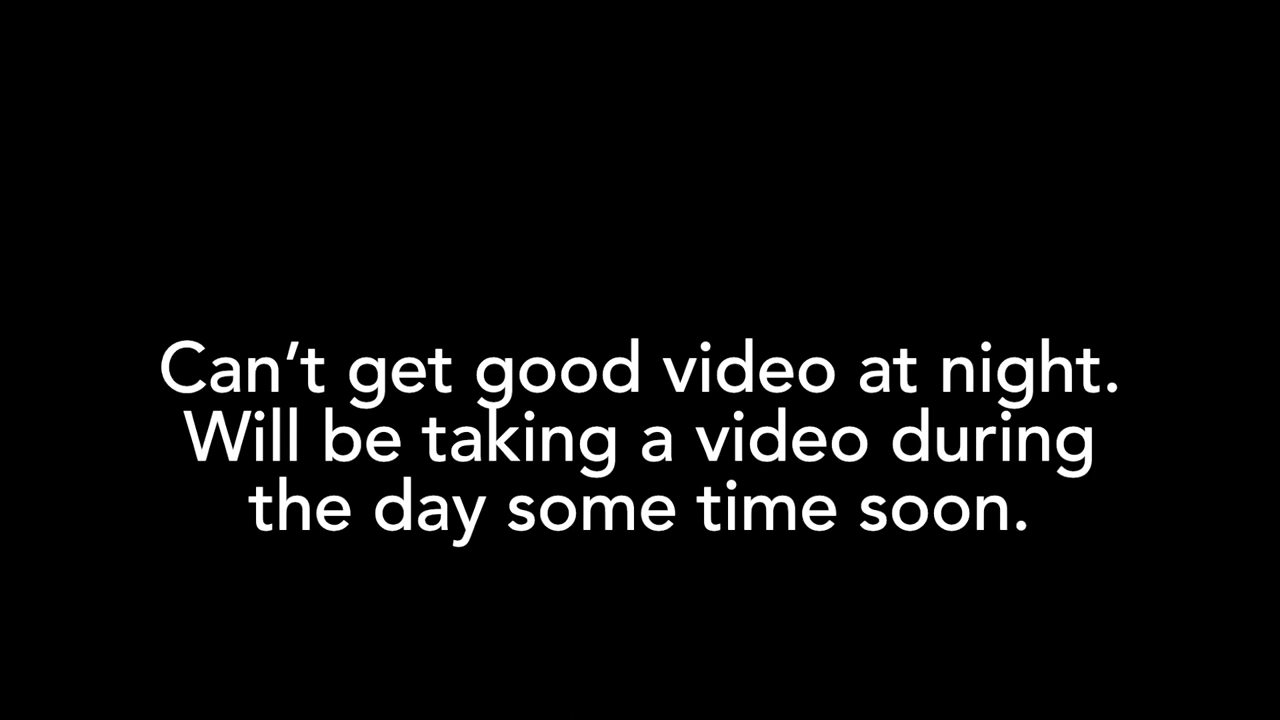 Can’t get good video at night.
Will be taking a video during
the day some time soon.